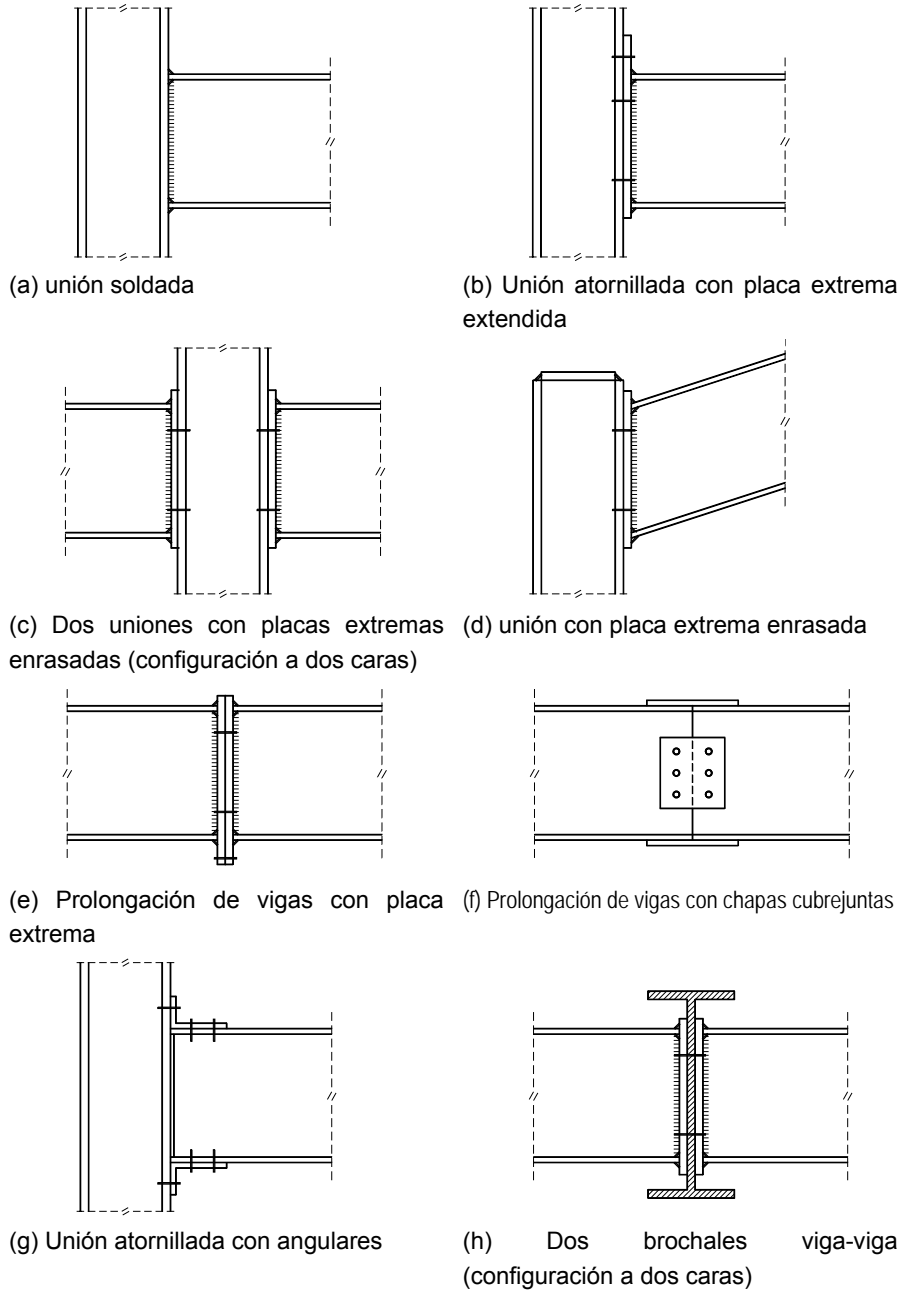 (a) unión soldada
(b) Unión atornillada con placa extrema
extendida
(c) Dos uniones con placas extremas
enrasadas (configuración a dos caras)
(d) unión con placa extrema enrasada
(e) Prolongación de vigas con placa
extrema
(f) Prolongación de vigas con chapas cubrejuntas
(g) Unión atornillada con angulares
(h) Dos brochales viga-viga
(configuración a dos caras)